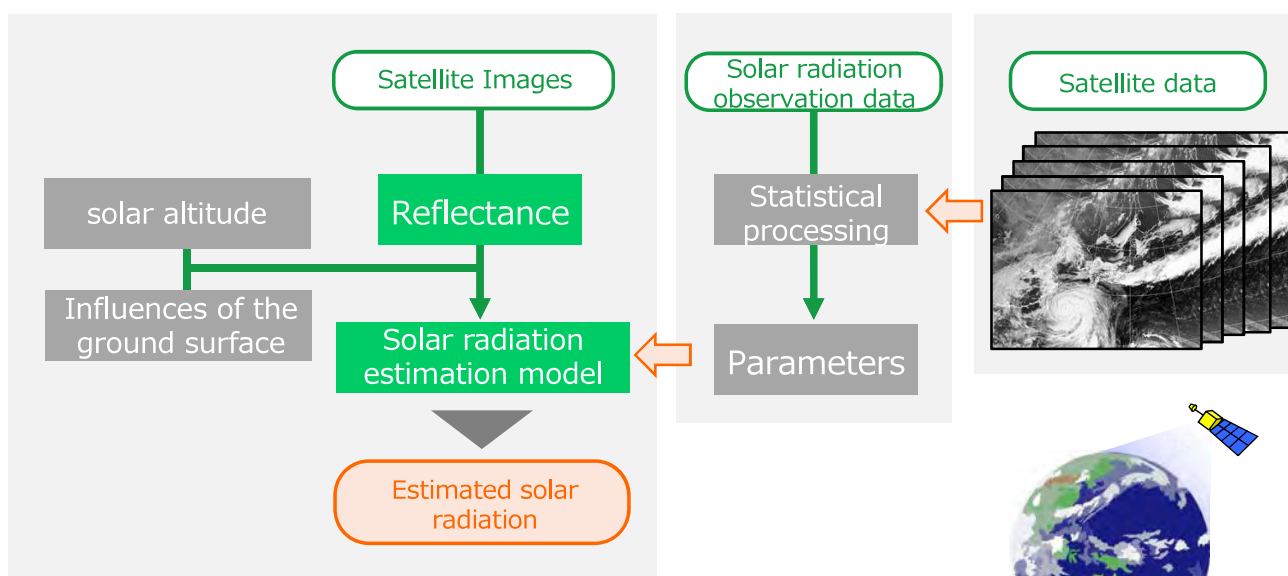 Satellite Images
solar altitude
Reflectance
Influences of the
ground surface
Solar radiation
estimation model
Estimated solar
radiation
Solar radiation
observation data
Statistical
processing
Parameters
Satellite data